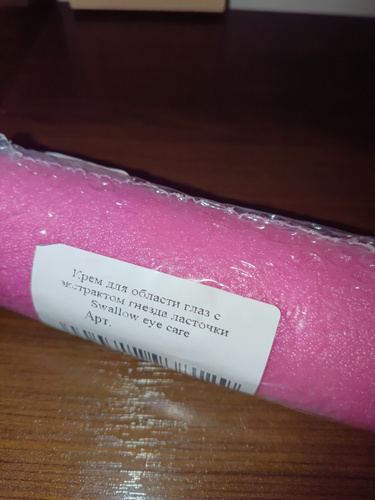 Крем для области глаз с
экстрактом гнезда ласточки
Swallow eye care
Арт.